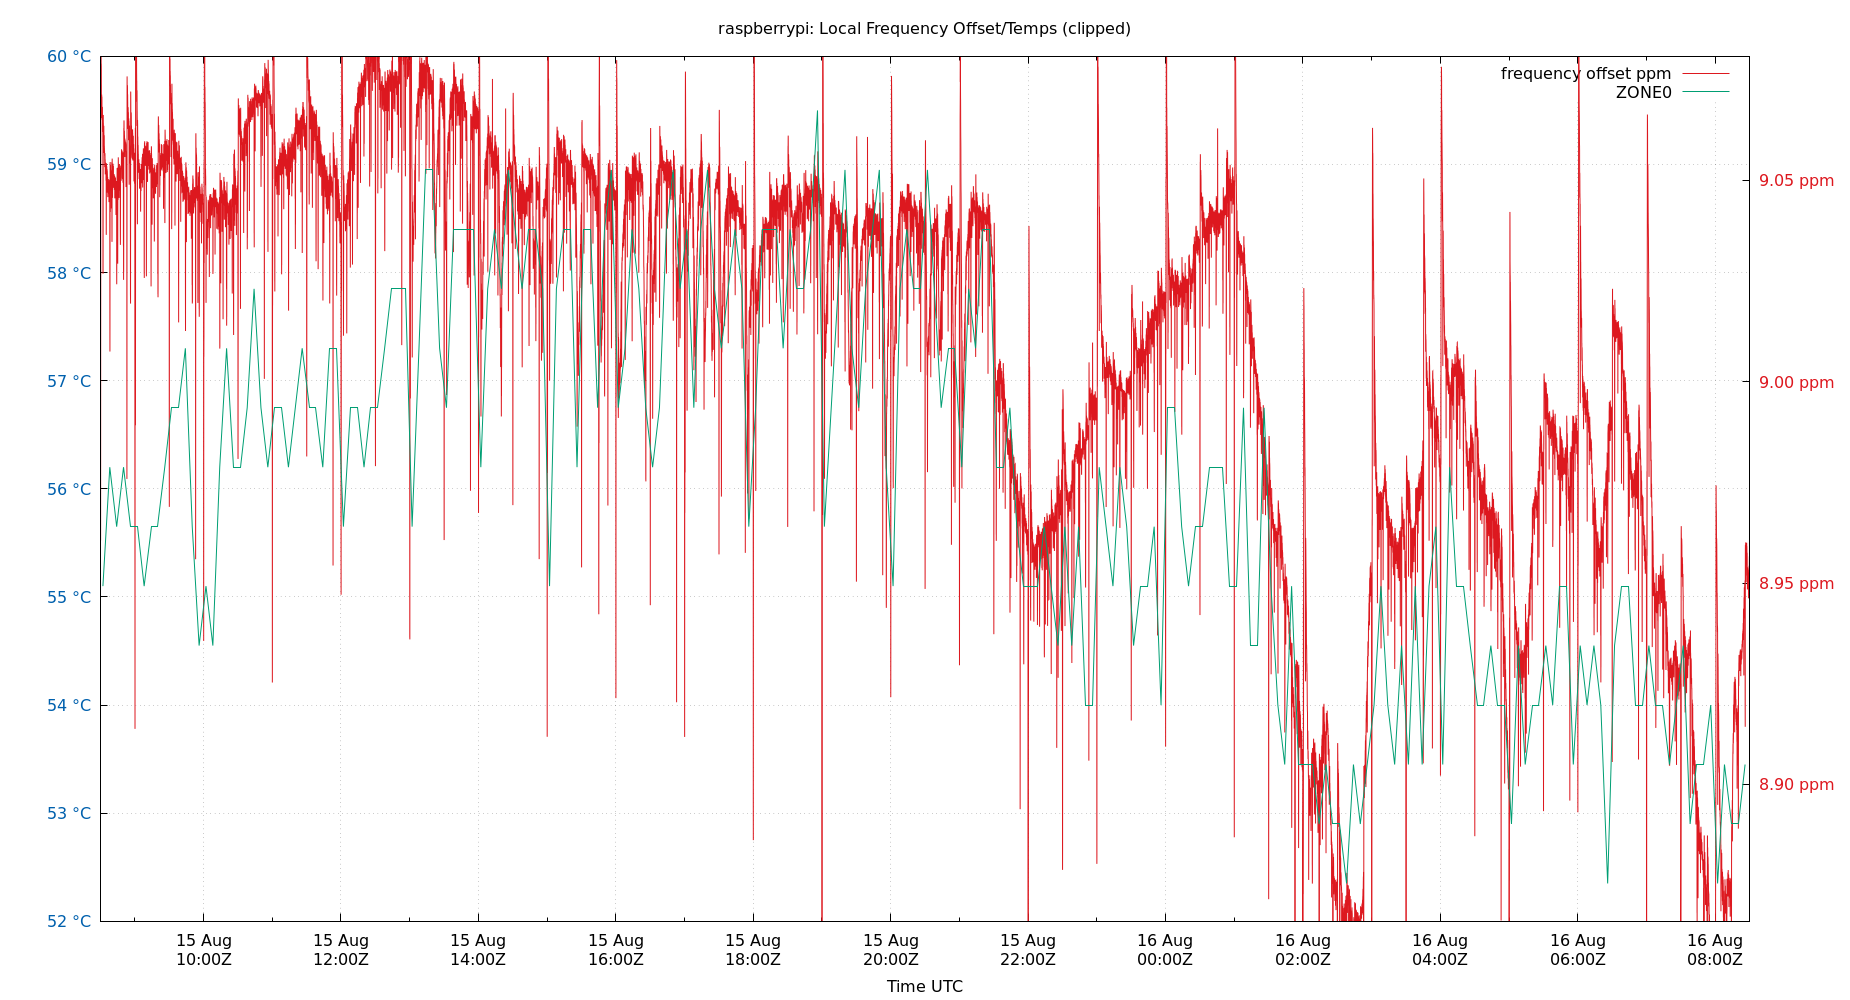 raspberrypi: Local Frequency Offset/Temps (clipped)
60 °C
59 °C
58 °C
57 °C
56 °C
55 °C
54 °C
53 °C
52 °C
frequency offset ppm
ZONE0
9.05 ppm
9.00 ppm
8.95 ppm
8.90 ppm
15 Aug
10:00Z
15 Aug
12:00Z
15 Aug
14:00Z
15 Aug
16:00Z
15 Aug
18:00Z
15 Aug
20:00Z
15 Aug
22:00Z
16 Aug
00:00Z
16 Aug
02:00Z
16 Aug
04:00Z
16 Aug
06:00Z
16 Aug
08:00Z
Time UTC